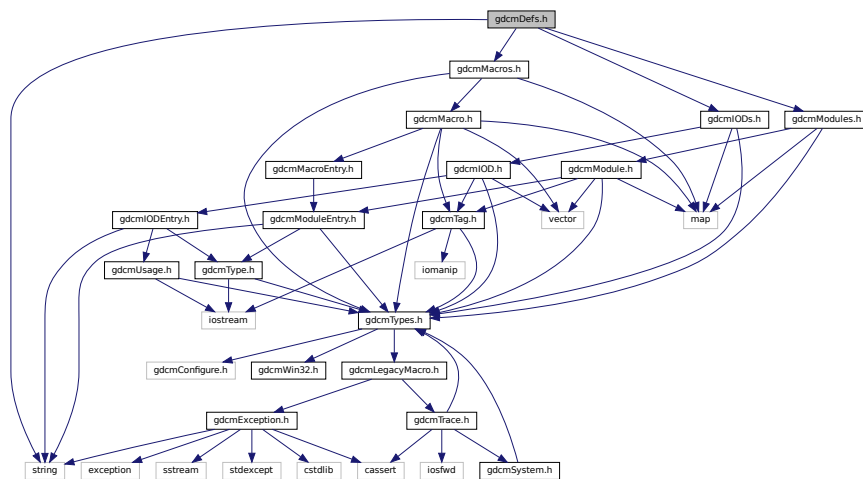 gdcmDefs.h
gdcmMacros.h
gdcmMacro.h
gdcmIODs.h
gdcmModules.h
gdcmMacroEntry.h
gdcmIOD.h
gdcmModule.h
gdcmIODEntry.h
gdcmModuleEntry.h
gdcmTag.h
vector
map
gdcmUsage.h
gdcmType.h
iomanip
iostream
gdcmTypes.h
gdcmConfigure.h
gdcmWin32.h
gdcmLegacyMacro.h
gdcmException.h
gdcmTrace.h
string
exception
sstream
stdexcept
cstdlib
cassert
iosfwd
gdcmSystem.h